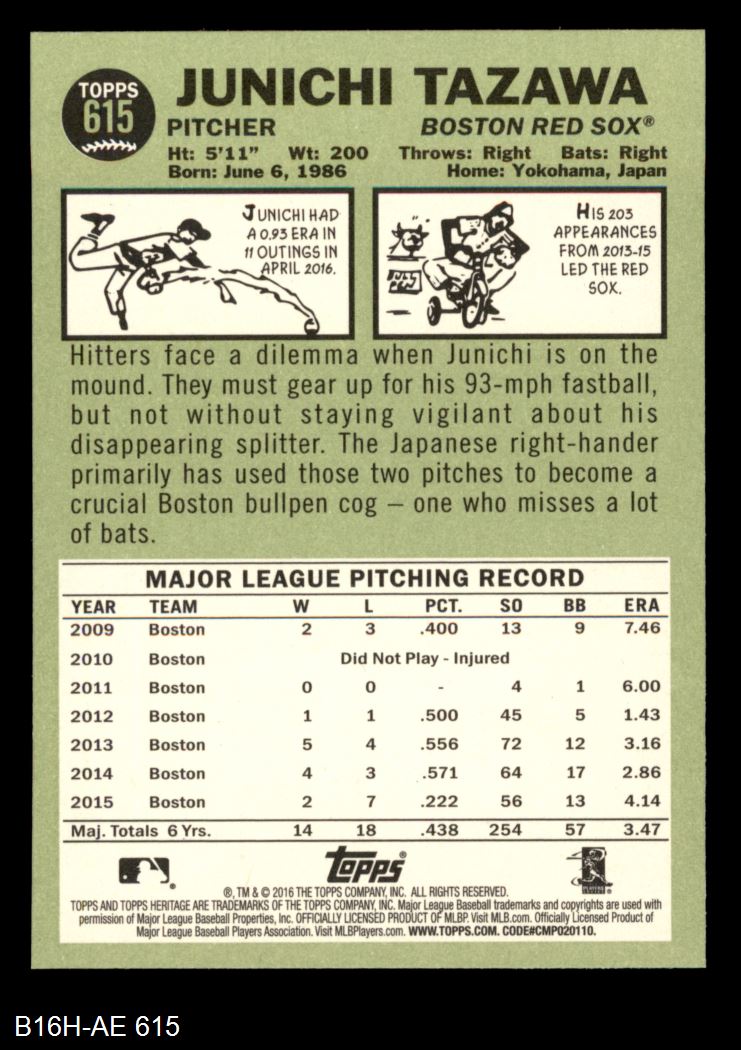 TOPPS
615
JUNICHI TAZAWA
PITCHER BOSTON RED SOX®
Ht: 5'11" Wt: 200 Throws: Right Bats: Right
Born: June 6, 1986 Home: Yokohama, Japan
JUNICHI HAD
A 0.93 ERA IN
11 OUTINGS IN
APRIL 2016.
BULL
PEN
HIS 203
APPEARANCES
FROM 2013-15
LED THE RED
SOX.
Hitters face a dilemma when Junichi is on the
mound. They must gear up for his 93-mph fastball,
but not without staying vigilant about his
disappearing splitter. The Japanese right-hander
primarily has used those two pitches to become a
crucial Boston bullpen cog – one who misses a lot
of bats.
MAJOR LEAGUE PITCHING RECORD
YEAR TEAM W L PCT. SO BB ERA
2009 Boston 2 3 .400 13 9 7.46
2010 Boston Did Not Play - Injured
2011 Boston 0 0 - 4 1 6.00
2012 Boston 1 1 .500 45 5 1.43
2013 Boston 5 4 .556 72 12 3.16
2014 Boston 4 3 .571 64 17 2.86
2015 Boston 2 7 .222 56 13 4.14
Maj. Totals 6 Yrs. 14 18 .438 254 57 3.47
topps®
®, TM & © 2016 THE TOPPS COMPANY, INC. ALL RIGHTS RESERVED.
TOPPS AND TOPPS HERITAGE ARE TRADEMARKS OF THE TOPPS COMPANY, INC. Major League Baseball trademarks and copyrights are used with
permission of Major League Baseball Properties, Inc. OFFICIALLY LICENSED PRODUCT OF MLBP. Visit MLB.com. Officially Licensed Product of
Major League Baseball Players Association. Visit MLBPlayers.com. WWW.TOPPS.COM. CODE#CMP020110.
B16H-AE 615